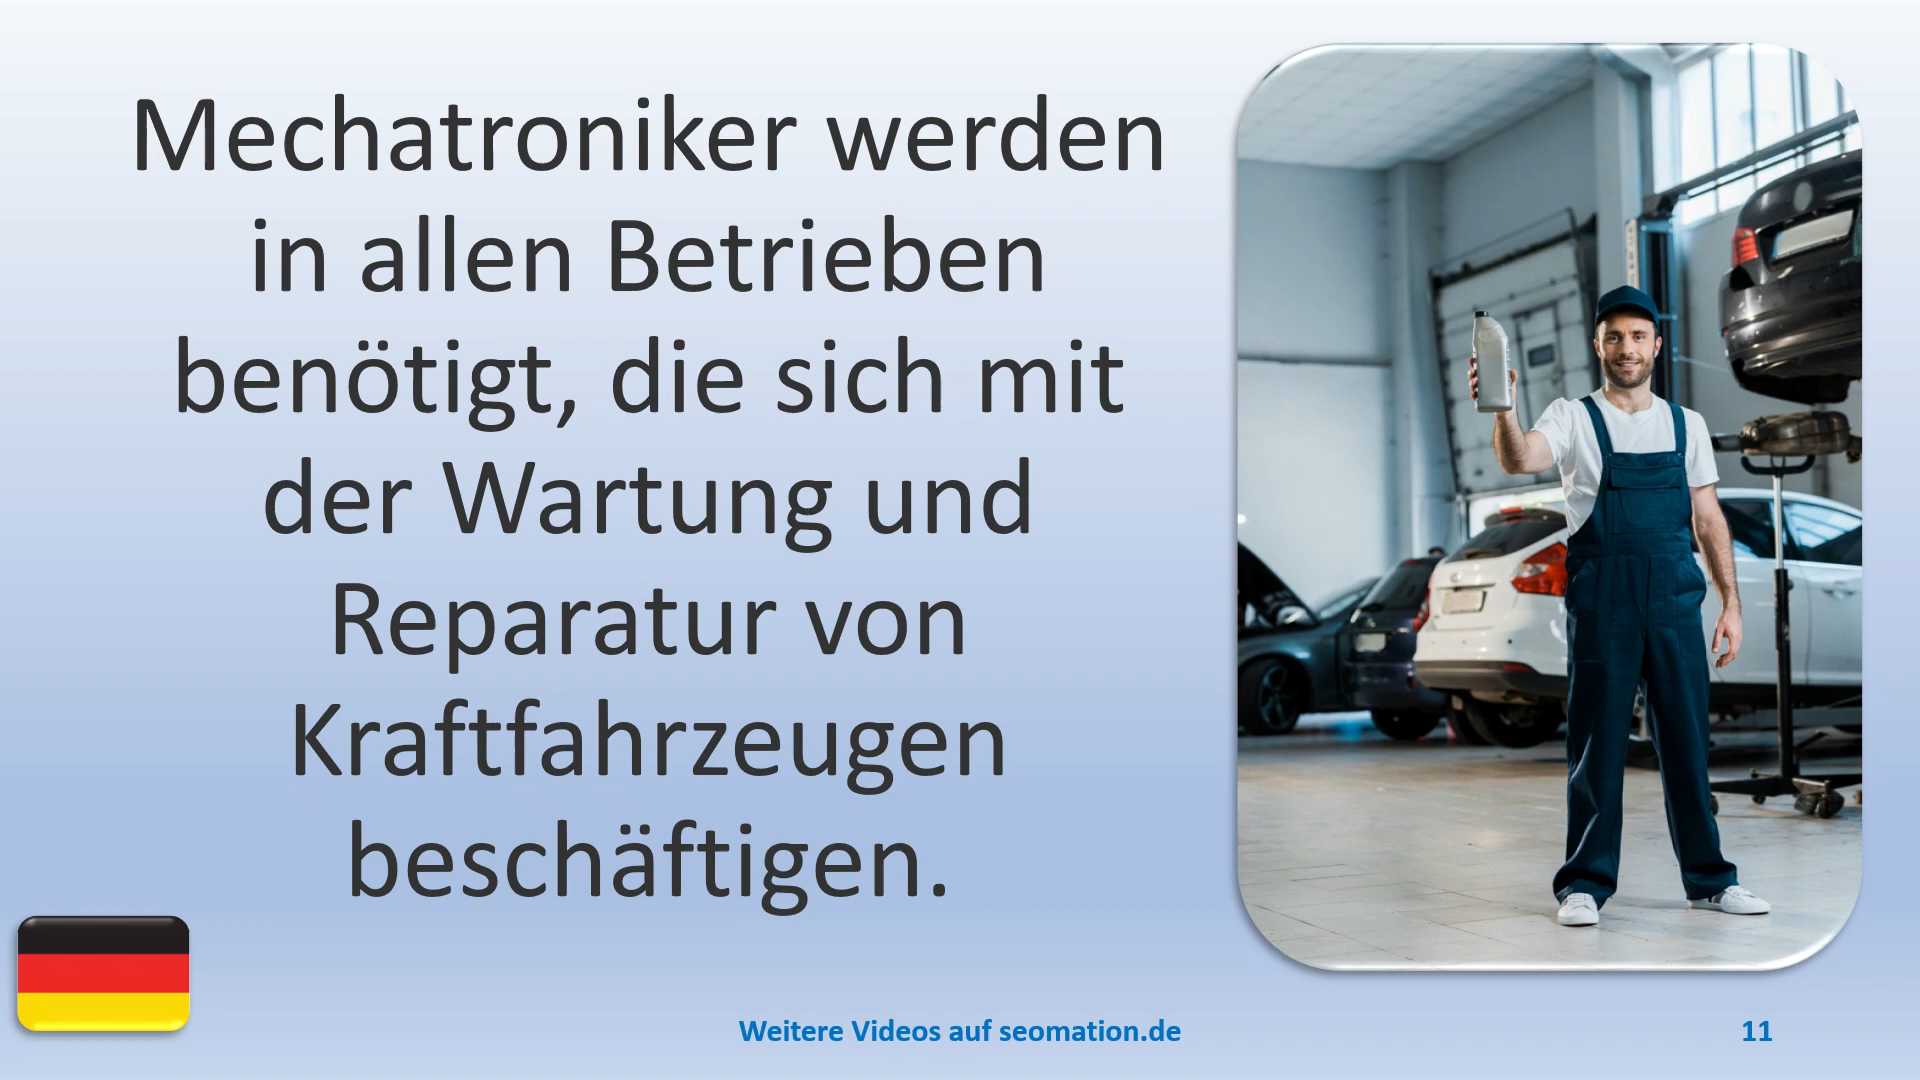 Mechatroniker werden
in allen Betrieben
benötigt, die sich mit
der Wartung und
Reparatur von
Kraftfahrzeugen
beschäftigen.
Weitere Videos auf seomation.de
11